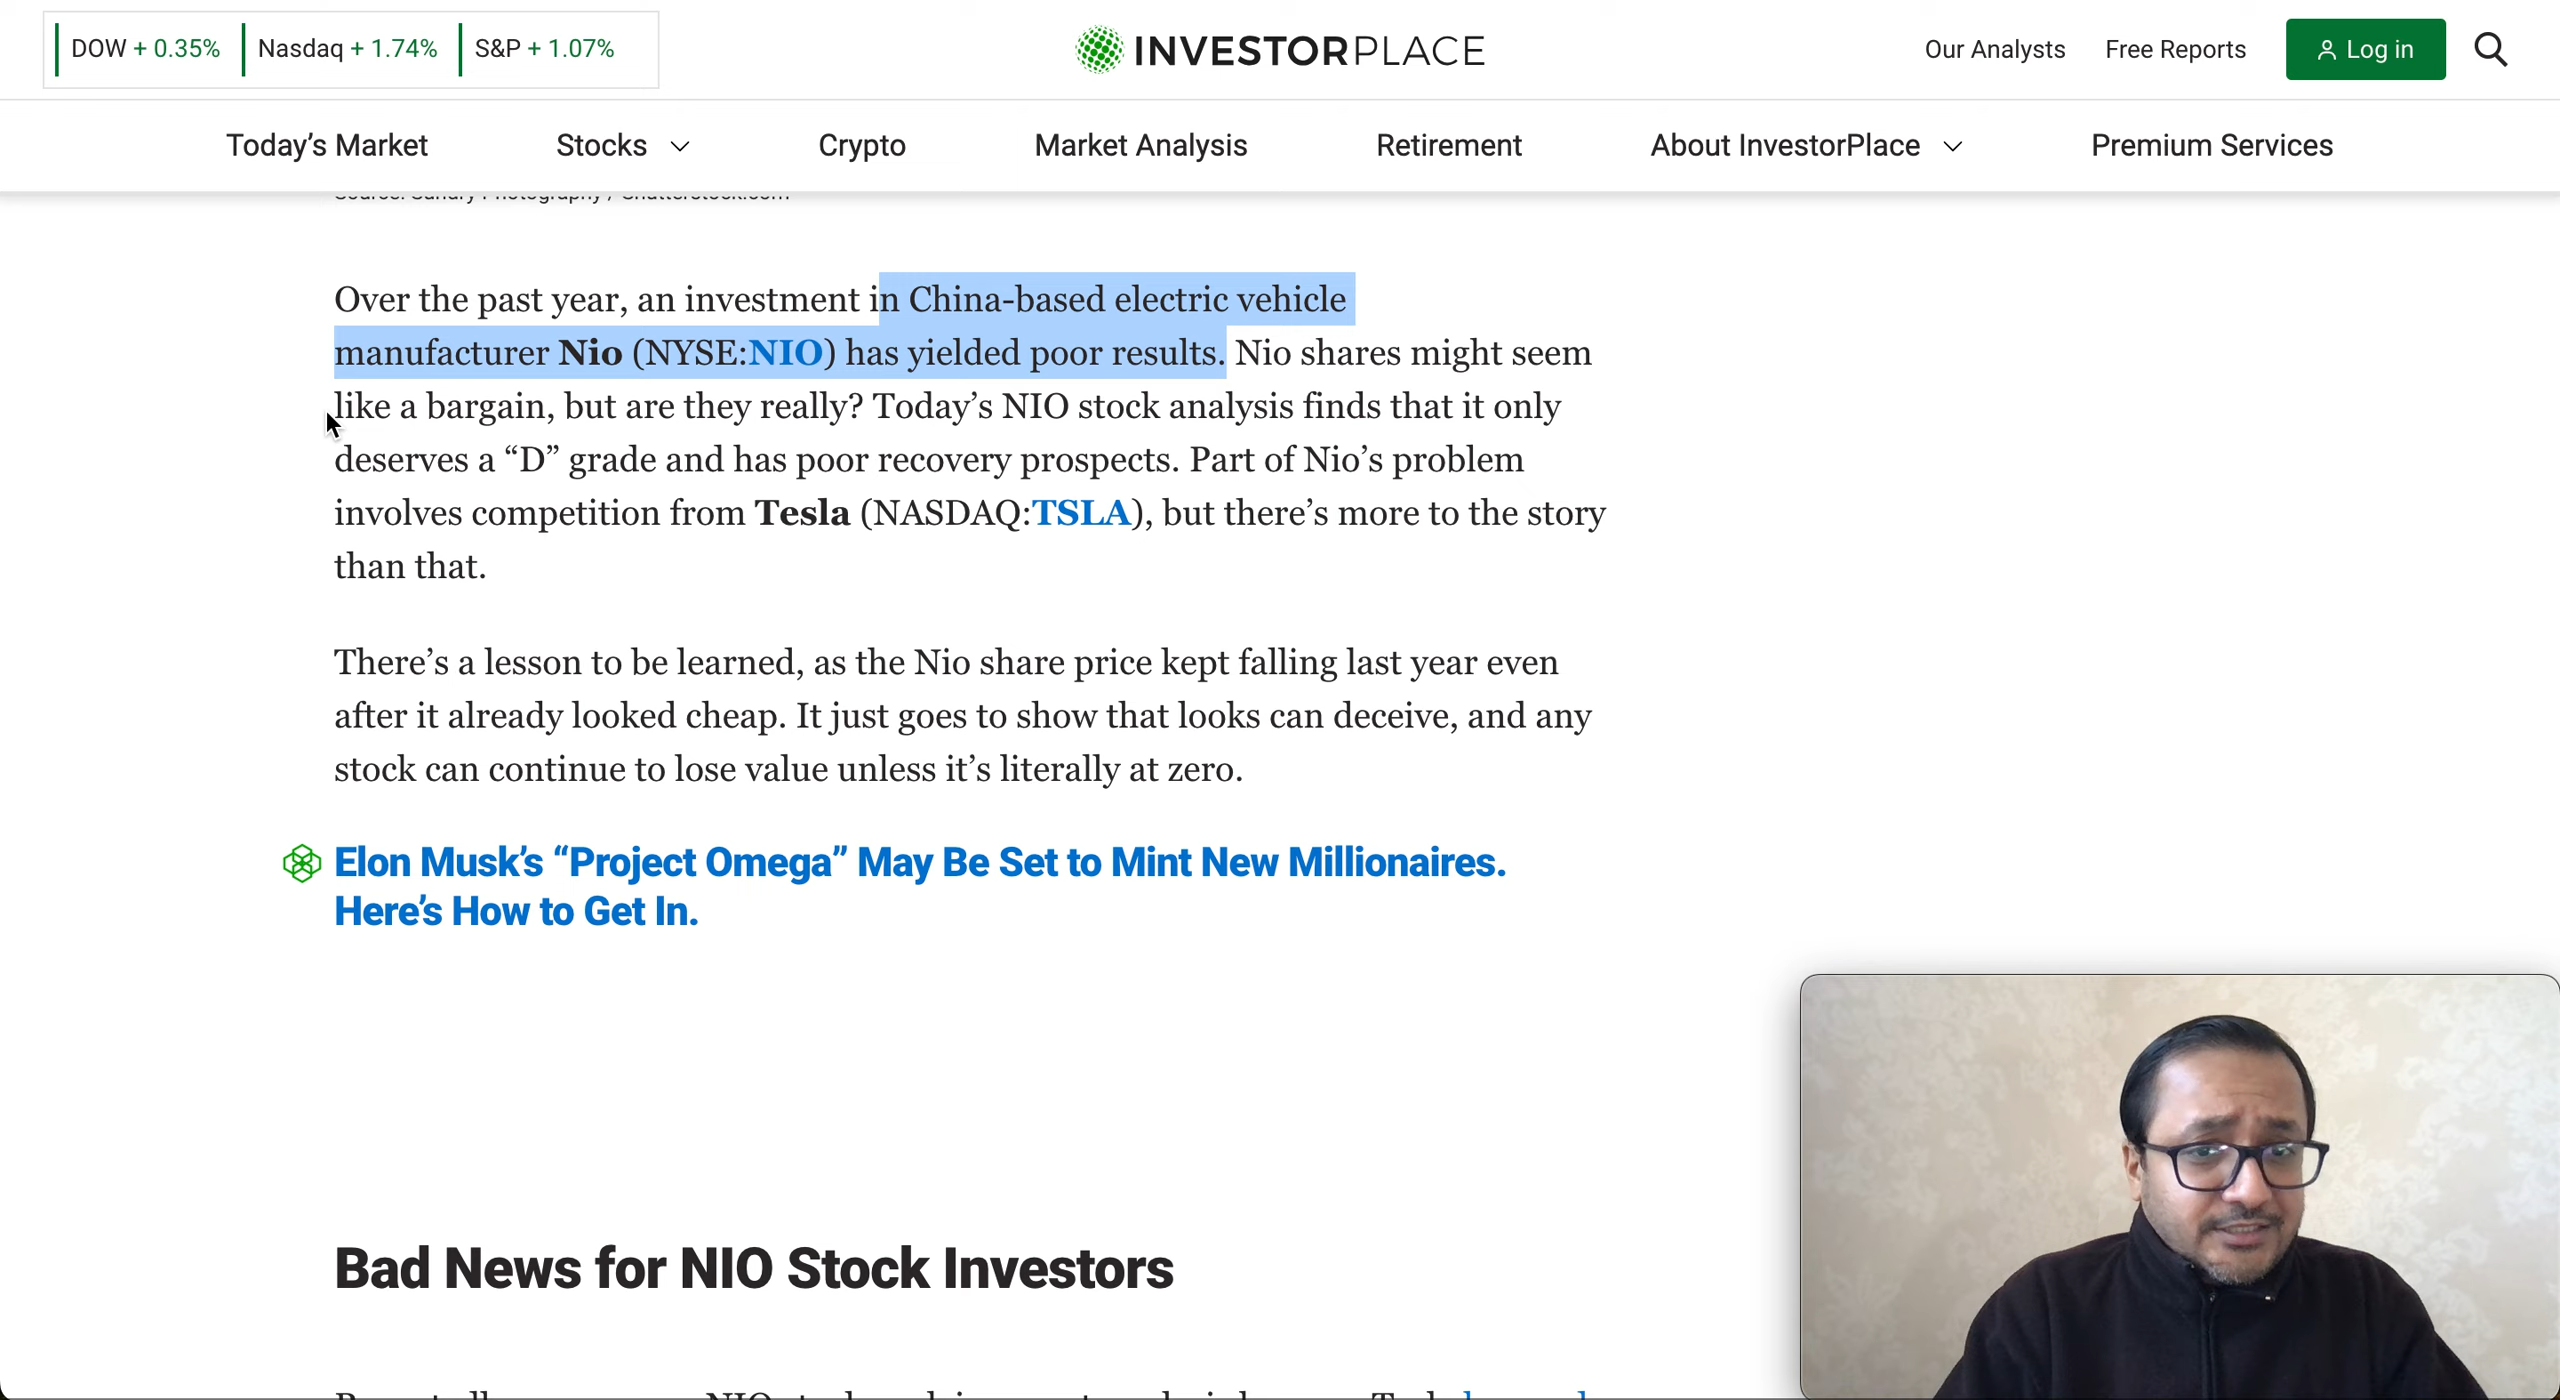 DOW + 0.35% Nasdaq + 1.74% S&P + 1.07%
INVESTORPLACE
Our Analysts Free Reports Log in
Today’s Market Stocks Crypto Market Analysis Retirement About InvestorPlace Premium Services
Source: Sundry Photography / Shutterstock.com
Over the past year, an investment in China-based electric vehicle
manufacturer Nio (NYSE:NIO) has yielded poor results. Nio shares might seem
like a bargain, but are they really? Today’s NIO stock analysis finds that it only
deserves a “D” grade and has poor recovery prospects. Part of Nio’s problem
involves competition from Tesla (NASDAQ:TSLA), but there’s more to the story
than that.
There’s a lesson to be learned, as the Nio share price kept falling last year even
after it already looked cheap. It just goes to show that looks can deceive, and any
stock can continue to lose value unless it’s literally at zero.
Elon Musk’s “Project Omega” May Be Set to Mint New Millionaires.
Here’s How to Get In.
Bad News for NIO Stock Investors